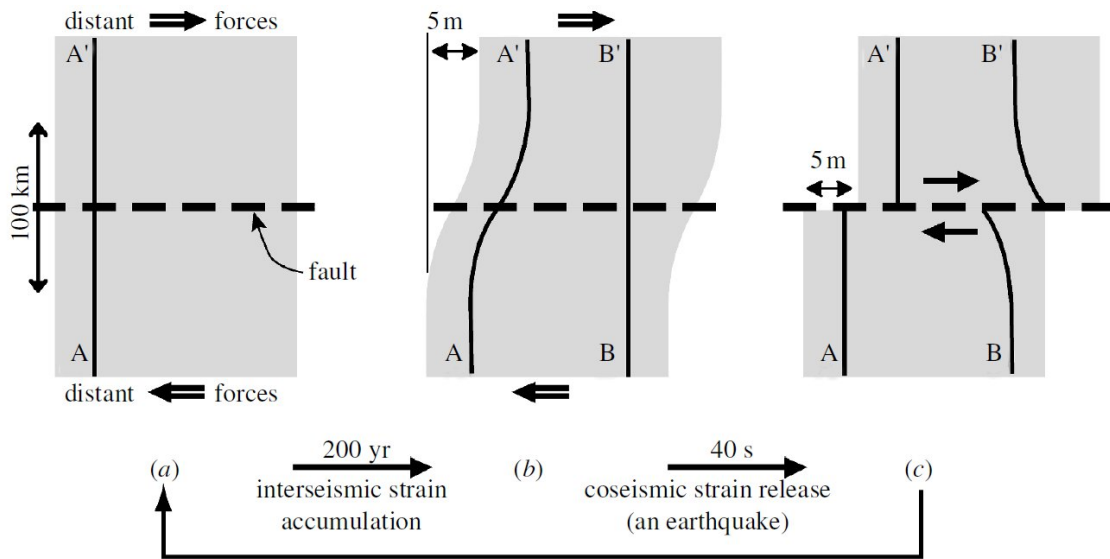 distant forces
A'
100 km
fault
A
distant forces
5 m
A' B'
A B
A' B'
5 m
A B
(a) 200 yr (b) 40 s (c)
interseismic strain
accumulation
coseismic strain release
(an earthquake)